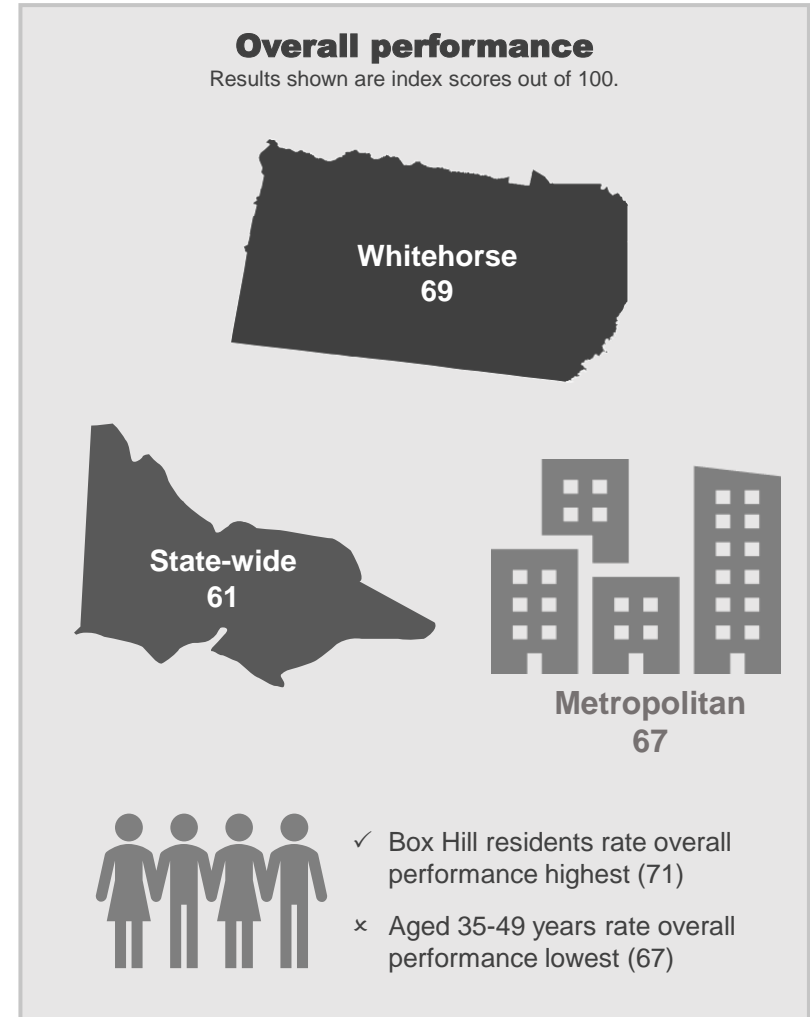 Overall performance
Results shown are index scores out of 100.
Whitehorse
69
State-wide
61
Metropolitan
67
✓ Box Hill residents rate overall
performance highest (71)
× Aged 35-49 years rate overall
performance lowest (67)